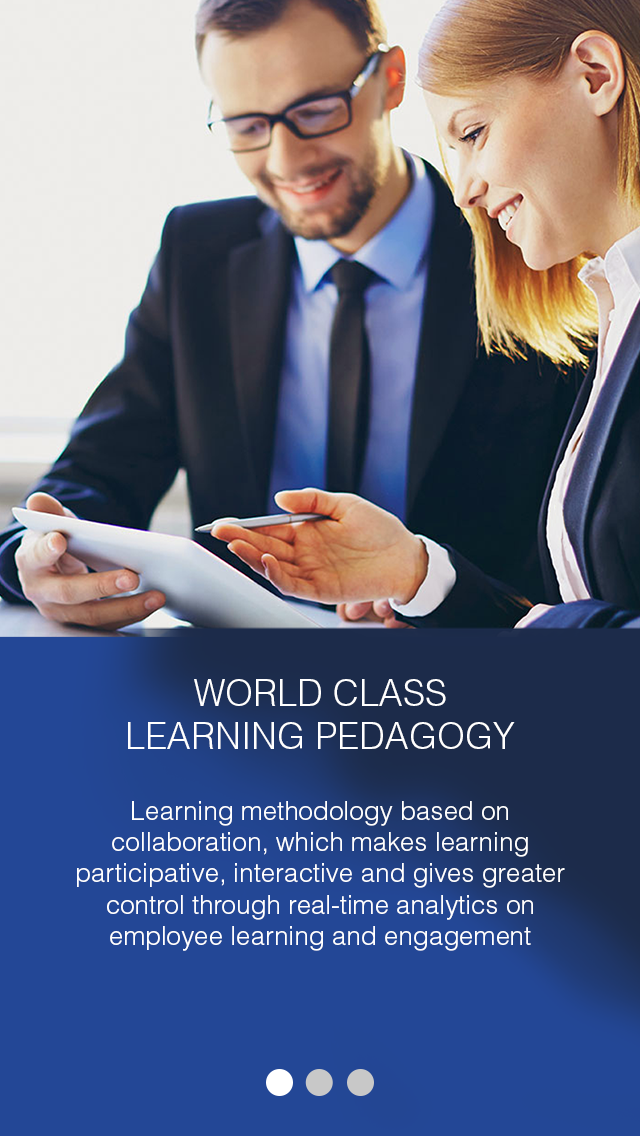 WORLD CLASS
LEARNING PEDAGOGY
Learning methodology based on
collaboration, which makes learning
participative, interactive and gives greater
control through real-time analytics on
employee learning and engagement